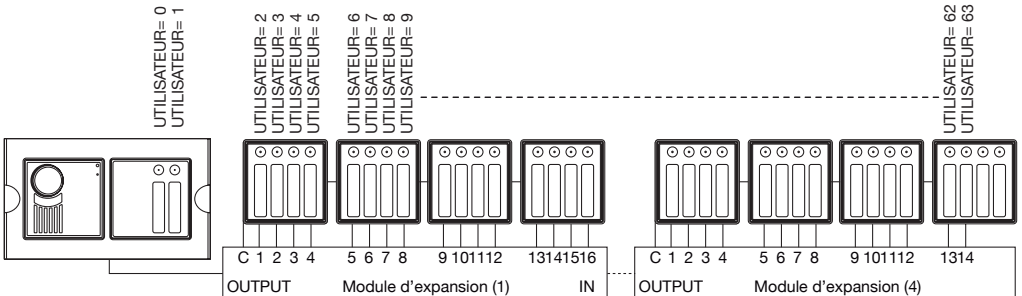 UTILISATEUR= 0
UTILISATEUR= 1
UTILISATEUR= 2
UTILISATEUR= 3
UTILISATEUR= 4
UTILISATEUR= 5
UTILISATEUR= 6
UTILISATEUR= 7
UTILISATEUR= 8
UTILISATEUR= 9
UTILISATEUR= 62
UTILISATEUR= 63
C 1 2 3 4 5 6 7 8 9 10 11 12 13 14 15 16
OUTPUT Module d'expansion (1) IN
C 1 2 3 4 5 6 7 8 9 10 11 12 13 14
OUTPUT Module d'expansion (4)